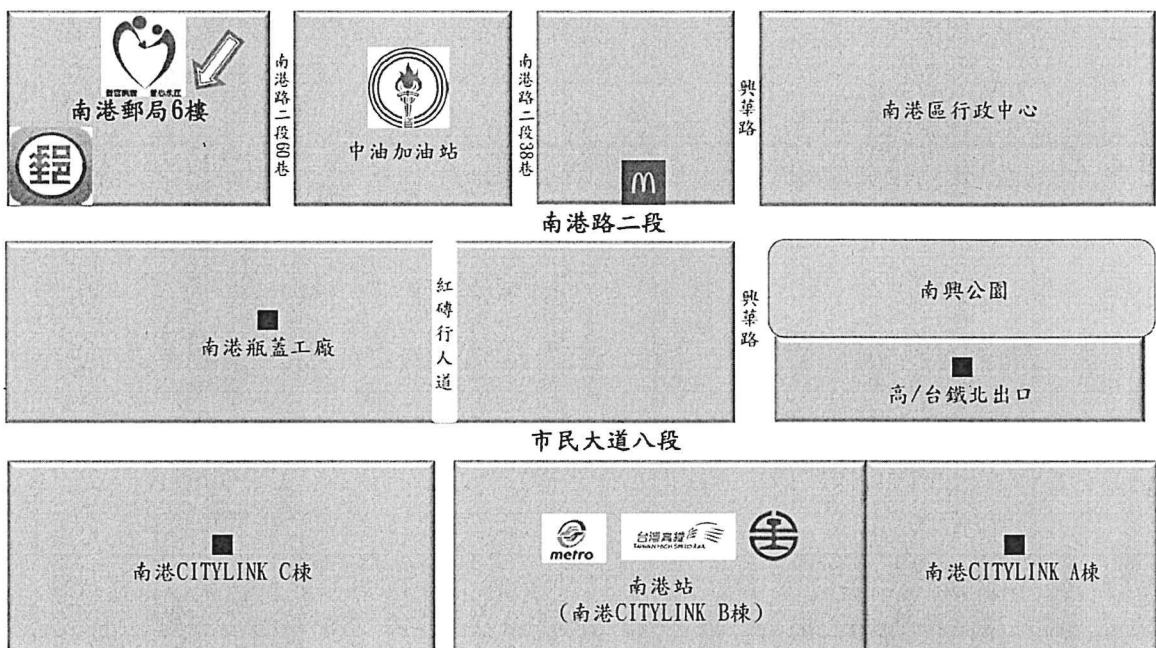 南港郵局6樓
郵
南港路二段60巷
中油加油站
南港路二段38巷
興華路
南港區行政中心
南港路二段
南港瓶蓋工廠
紅磚行人道
興華路
南興公園
高/台鐵北出口
市民大道八段
南港CITYLINK C棟
metro
台灣高鐵
TAIWAN HIGH SPEED RAIL
南港站
(南港CITYLINK B棟)
南港CITYLINK A棟